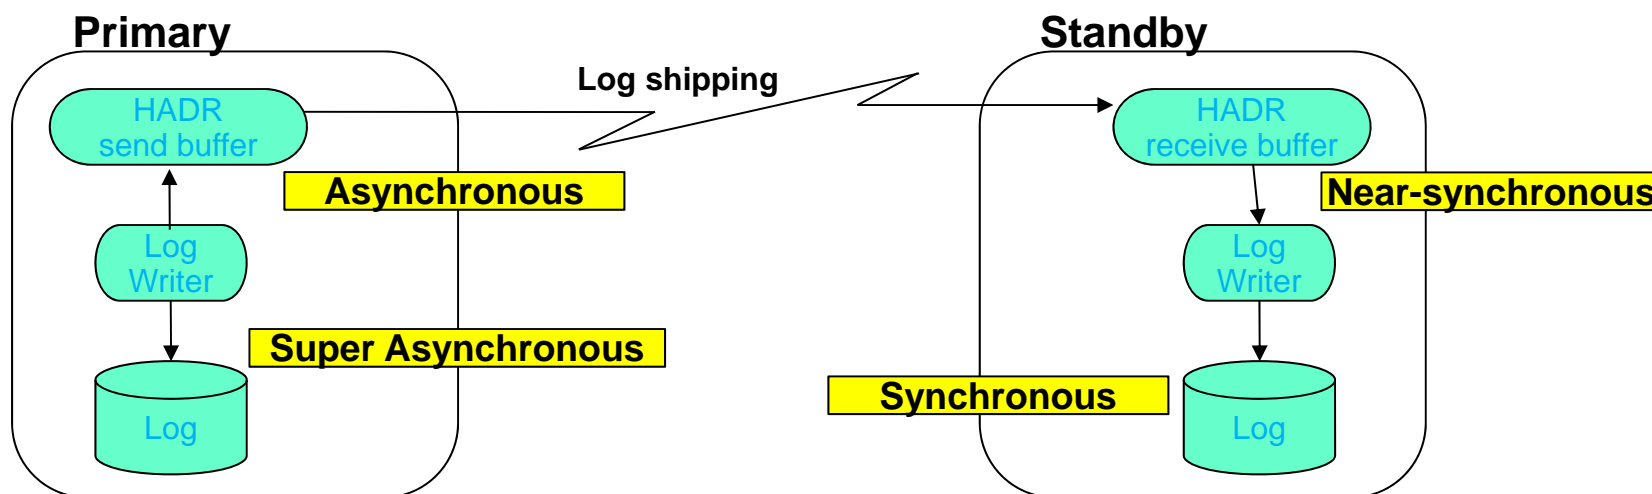 Primary
Standby
Log shipping
HADR
send buffer
HADR
receive buffer
Asynchronous
Near-synchronous
Log
Writer
Log
Writer
Super Asynchronous
Synchronous
Log
Log